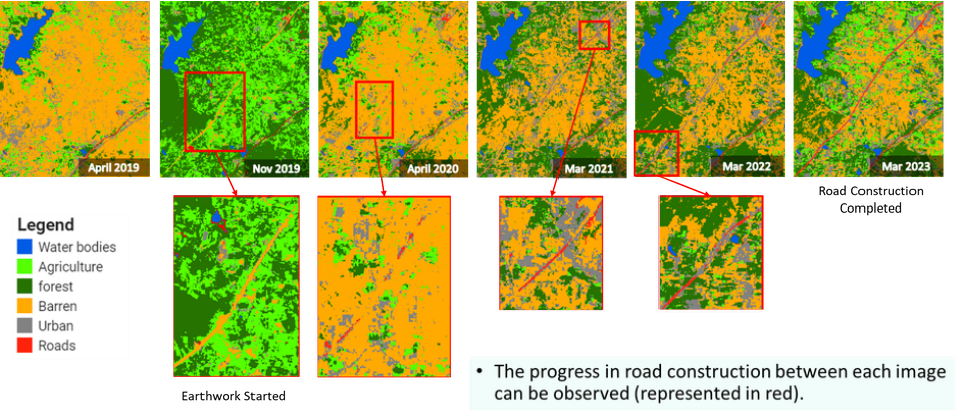 April 2019
Nov 2019
April 2020
Mar 2021
Mar 2022
Mar 2023
Road Construction
Completed
Legend
Water bodies
Agriculture
forest
Barren
Urban
Roads
Earthwork Started
• The progress in road construction between each image
can be observed (represented in red).